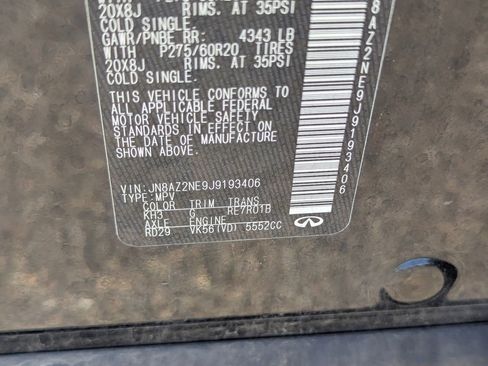 20X8J RIMS. AT 35PSI
COLD SINGLE.
GAWR/PNBE RR: 4343 LB
WITH P275/60R20 TIRES
20X8J RIMS. AT 35PSI
COLD SINGLE.
THIS VEHICLE CONFORMS TO
ALL APPLICABLE FEDERAL
MOTOR VEHICLE SAFETY
STANDARDS IN EFFECT ON
THE DATE OF MANUFACTURE
SHOWN ABOVE.
VIN:JN8AZ2NE9J9193406
TYPE:MPV
COLOR TRIM TRANS
KH3 G RE7R01B
AXLE ENGINE
RD29 VK56(VD) 5552CC
8AZ2NE9J9193406